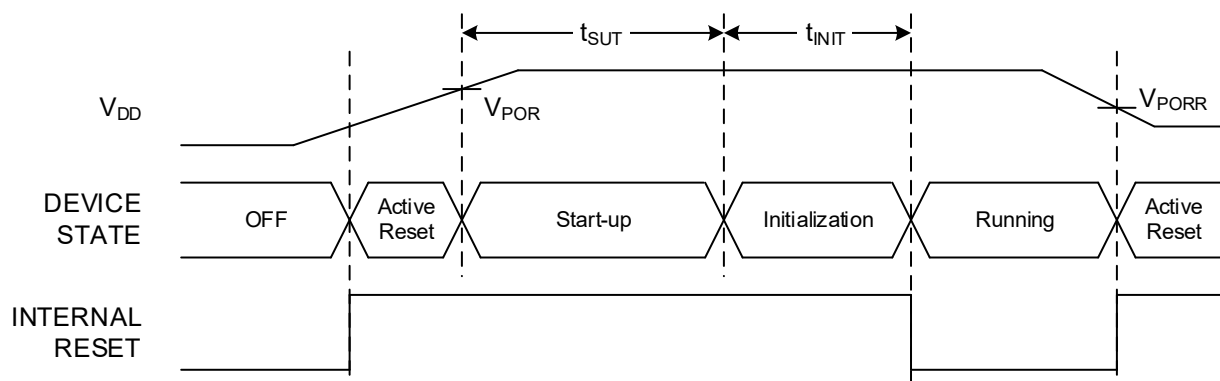 tSUT
tINIT
VDD
VPOR
VPORR
DEVICE
STATE
OFF
Active
Reset
Start-up
Initialization
Running
Active
Reset
INTERNAL
RESET